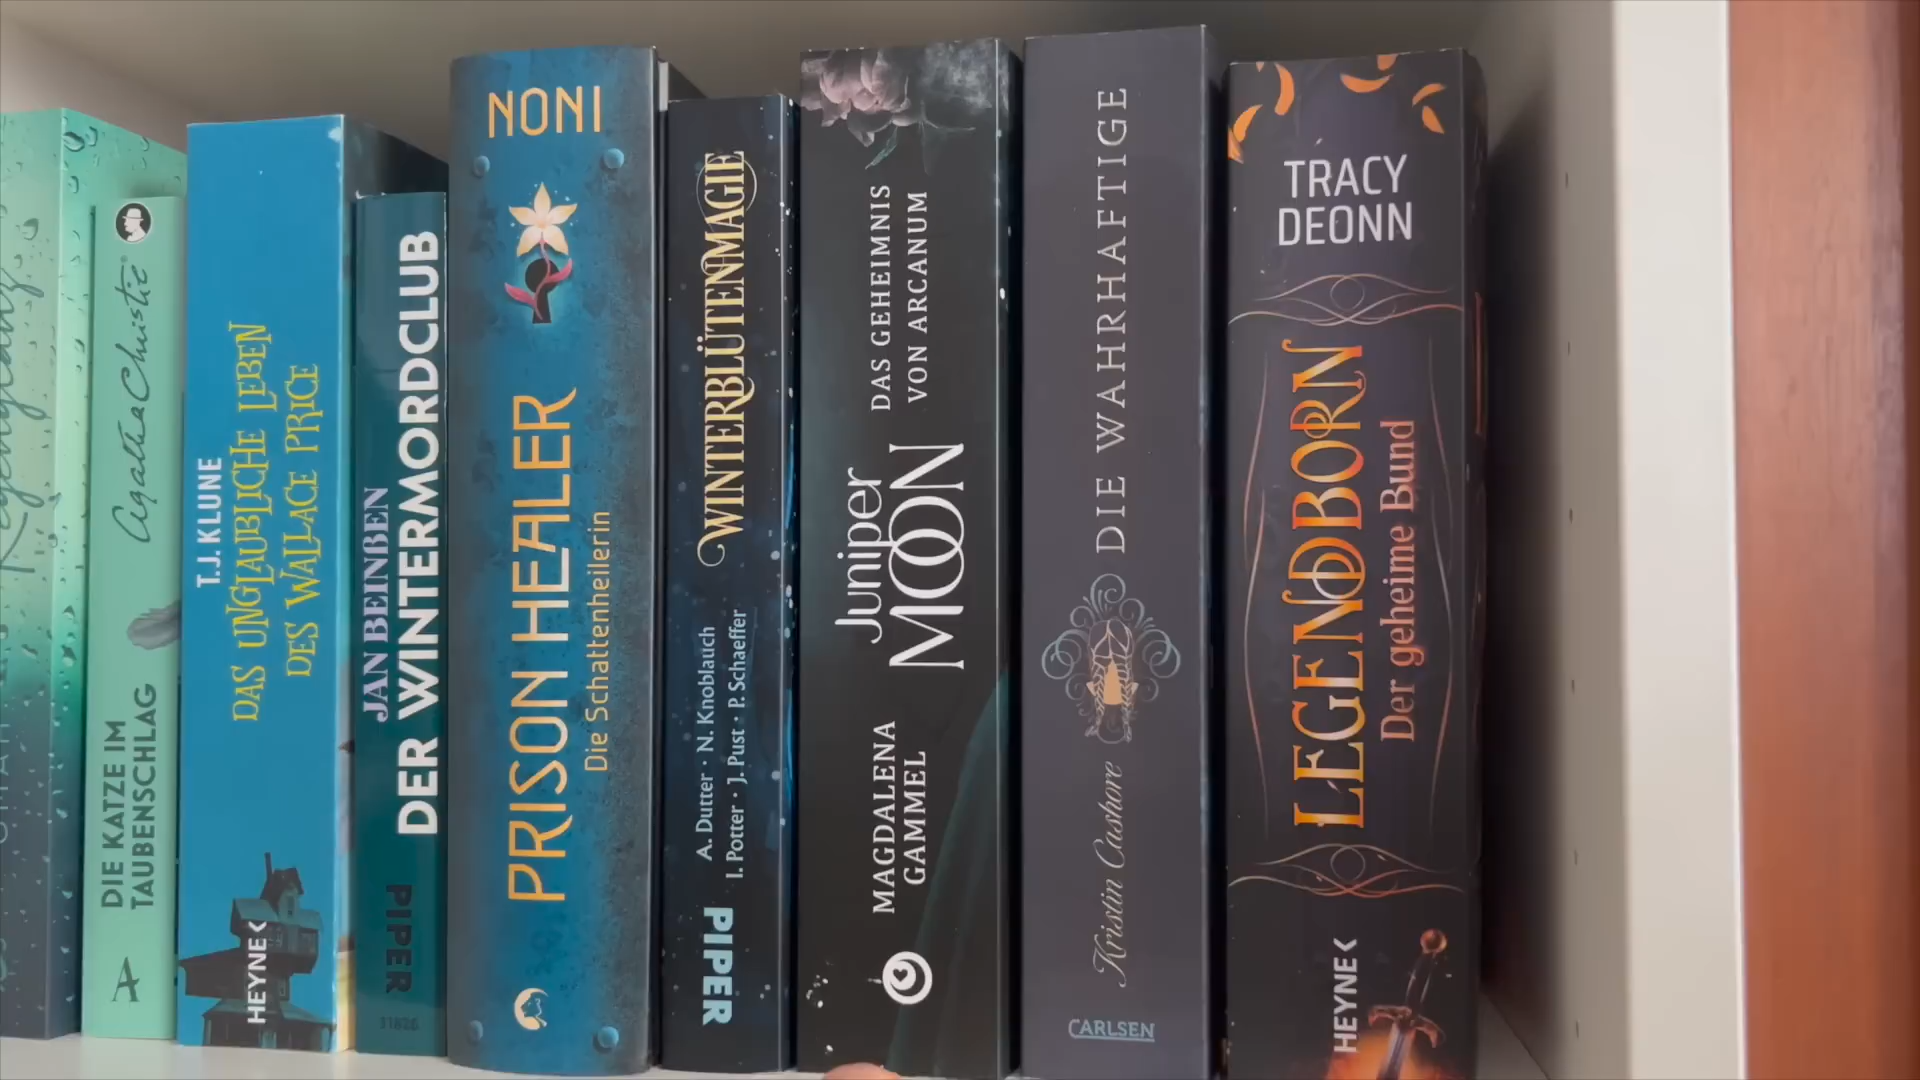 Agatha Christie
DIE KATZE IM
TAUBENSCHLAG
T.J. KLUNE
DAS UNGLAUBLICHE LEBEN
DES WALLACE PRICE
HEYNE
JAN BEINßEN
DER WINTERMORDCLUB
PIPER
31826
NONI
PRISON HEALER
Die Schattenheilerin
WINTERBLÜTENMAGIE
A. Dutter · N. Knoblauch
I. Potter · J. Pust · P. Schaeffer
PIPER
DAS GEHEIMNIS
VON ARCANUM
Juniper
MOON
MAGDALENA
GAMMEL
DIE WAHRHAFTIGE
Kristin Cashore
CARLSEN
TRACY
DEONN
LEGENDBORN
Der geheime Bund
HEYNE